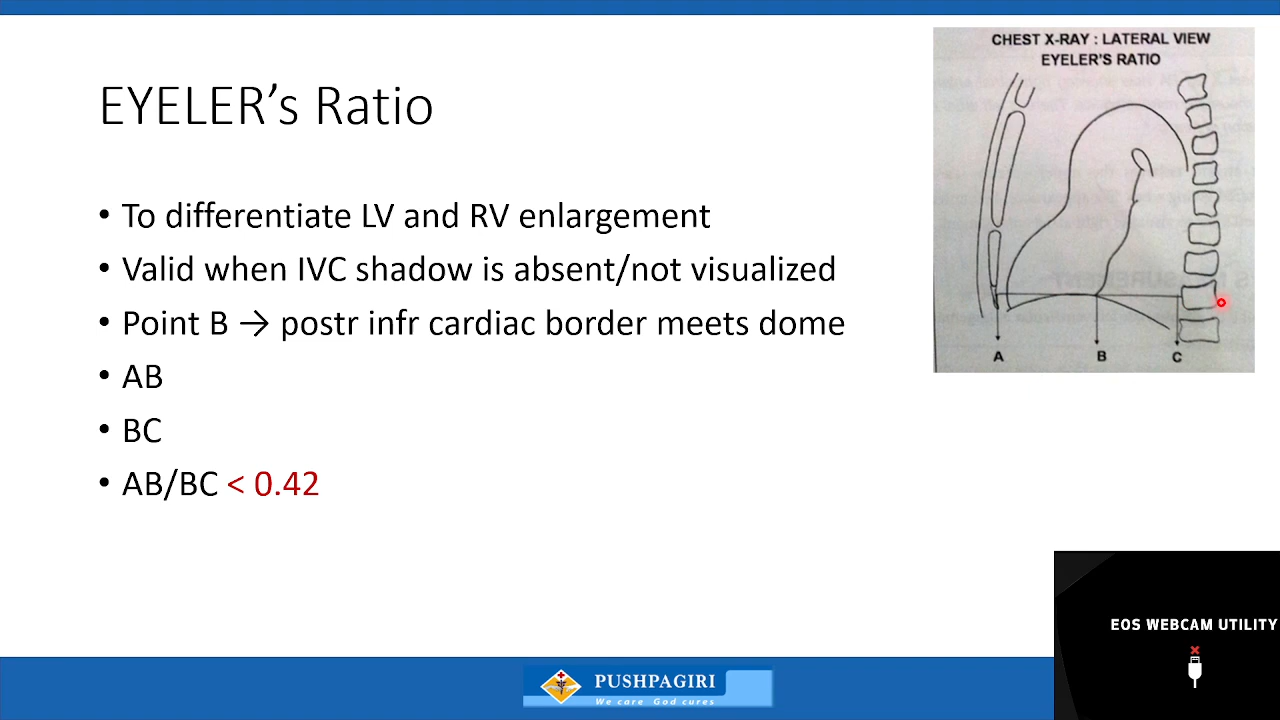 EYELER’s Ratio
• To differentiate LV and RV enlargement
• Valid when IVC shadow is absent/not visualized
• Point B → postr infr cardiac border meets dome
• AB
• BC
• AB/BC < 0.42
CHEST X-RAY : LATERAL VIEW
EYELER'S RATIO
A B C
EOS WEBCAM UTILITY
PUSHPAGIRI
We care God cures